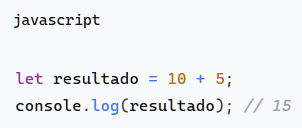 javascript
let resultado = 10 + 5;
console.log(resultado); // 15